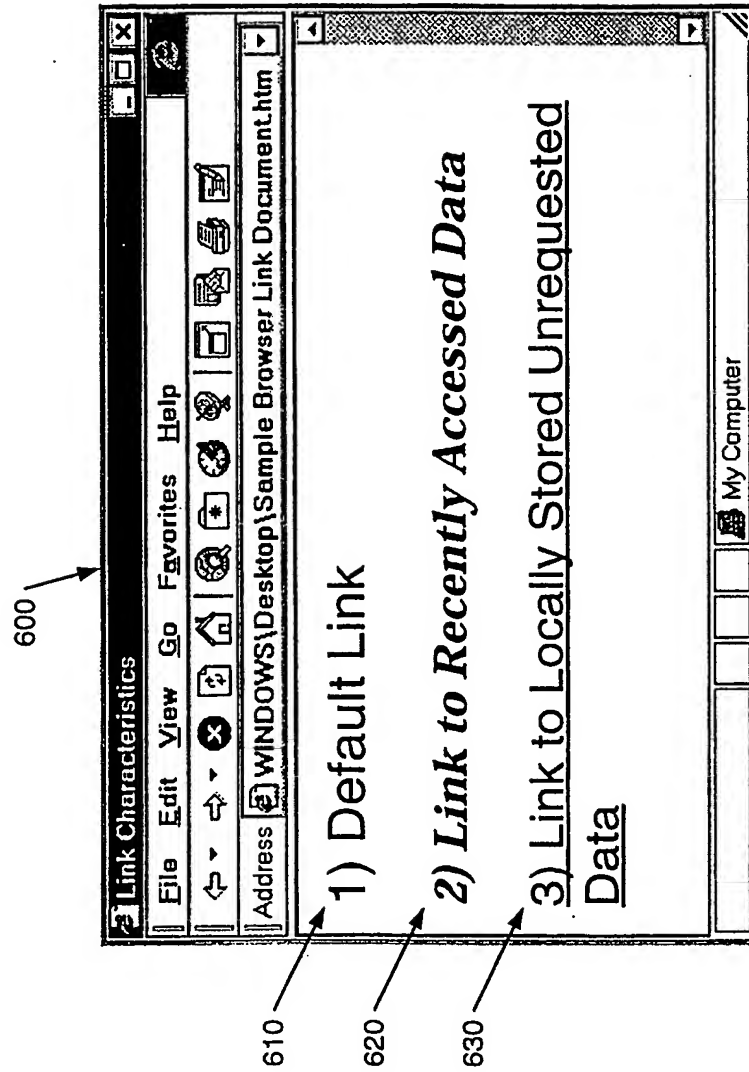 600
Link Characteristics
File Edit View Go Favorites Help
Address WINDOWS\Desktop\Sample Browser Link Document.htm
610
1) Default Link
620
2) Link to Recently Accessed Data
630
3) Link to Locally Stored Unrequested
Data
My Computer